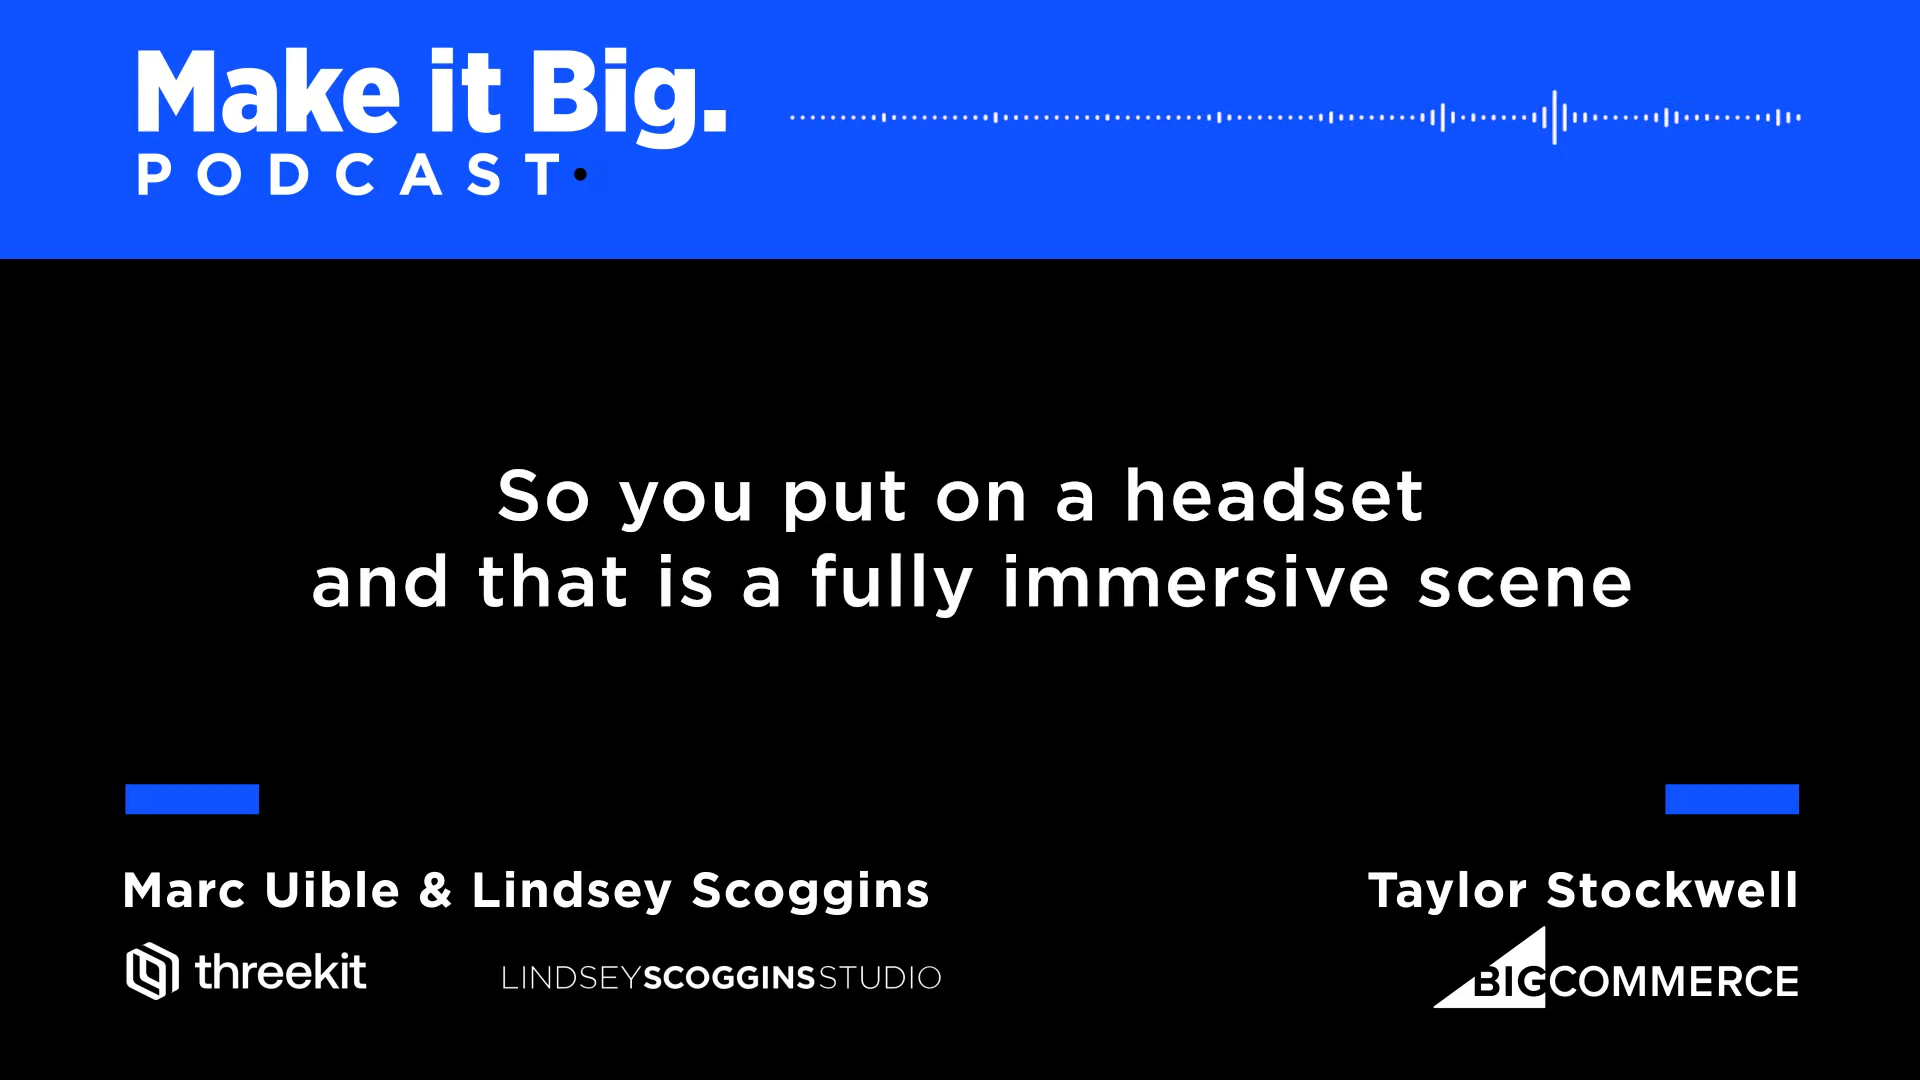 Make it Big.
PODCAST
So you put on a headset
and that is a fully immersive scene
Marc Uible & Lindsey Scoggins
Taylor Stockwell
threekit
LINDSEYSCOGGINSSTUDIO
BIGCOMMERCE